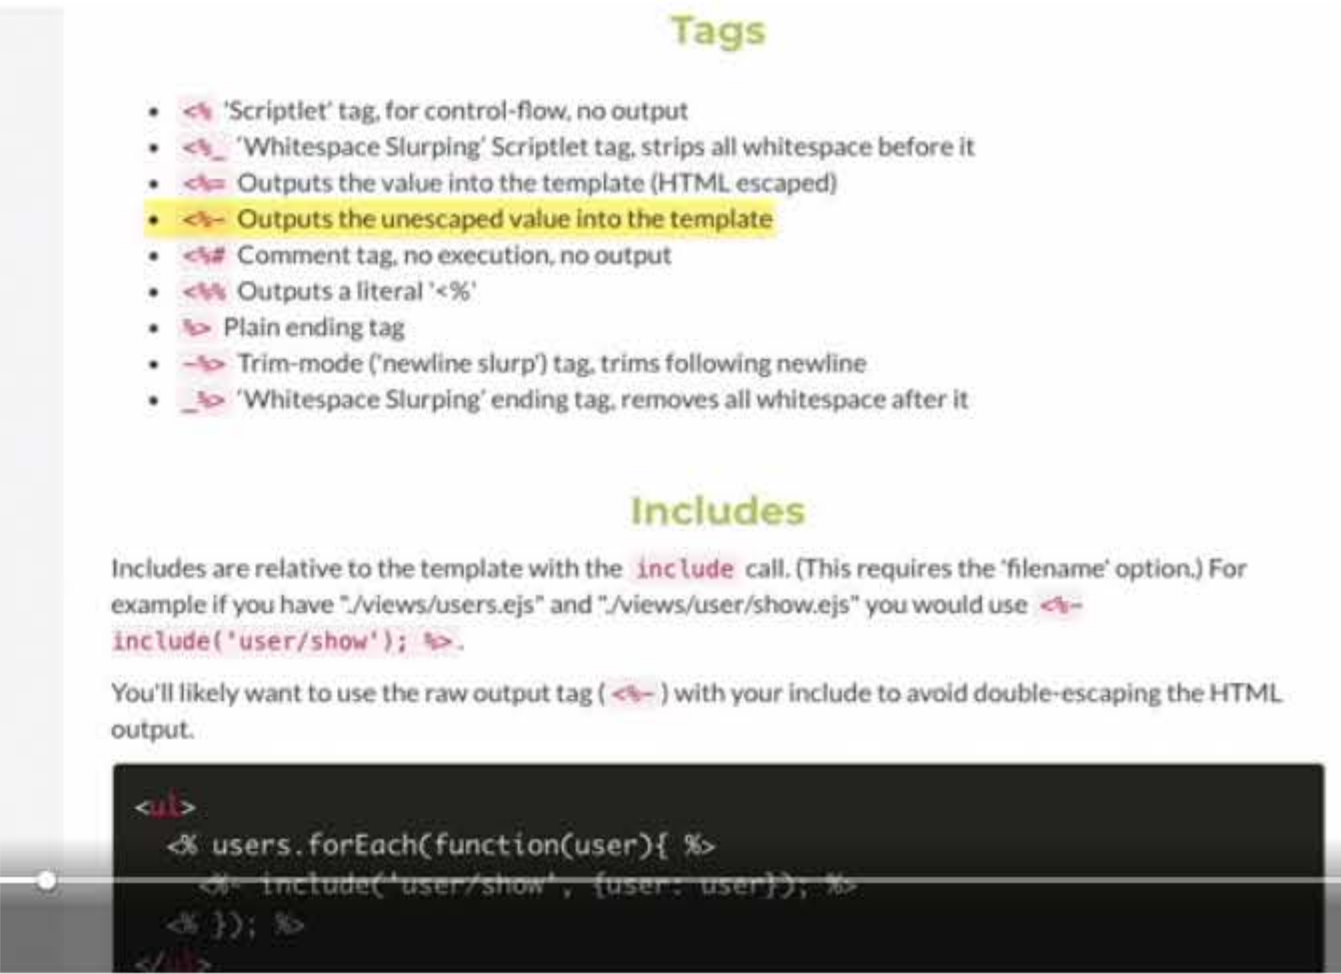 Tags
• <% 'Scriptlet' tag, for control-flow, no output
• <%_ 'Whitespace Slurping' Scriptlet tag, strips all whitespace before it
• <%= Outputs the value into the template (HTML escaped)
• <%- Outputs the unescaped value into the template
• <%# Comment tag, no execution, no output
• <%% Outputs a literal '<%'
• %> Plain ending tag
• -%> Trim-mode ('newline slurp') tag, trims following newline
• _%> 'Whitespace Slurping' ending tag, removes all whitespace after it
Includes
Includes are relative to the template with the include call. (This requires the 'filename' option.) For
example if you have "./views/users.ejs" and "./views/user/show.ejs" you would use <%-
include('user/show'); %>.
You'll likely want to use the raw output tag ( <%- ) with your include to avoid double-escaping the HTML
output.
<ul>
<% users.forEach(function(user){ %>
<%- include('user/show', {user: user}); %>
<% }); %>
</ul>